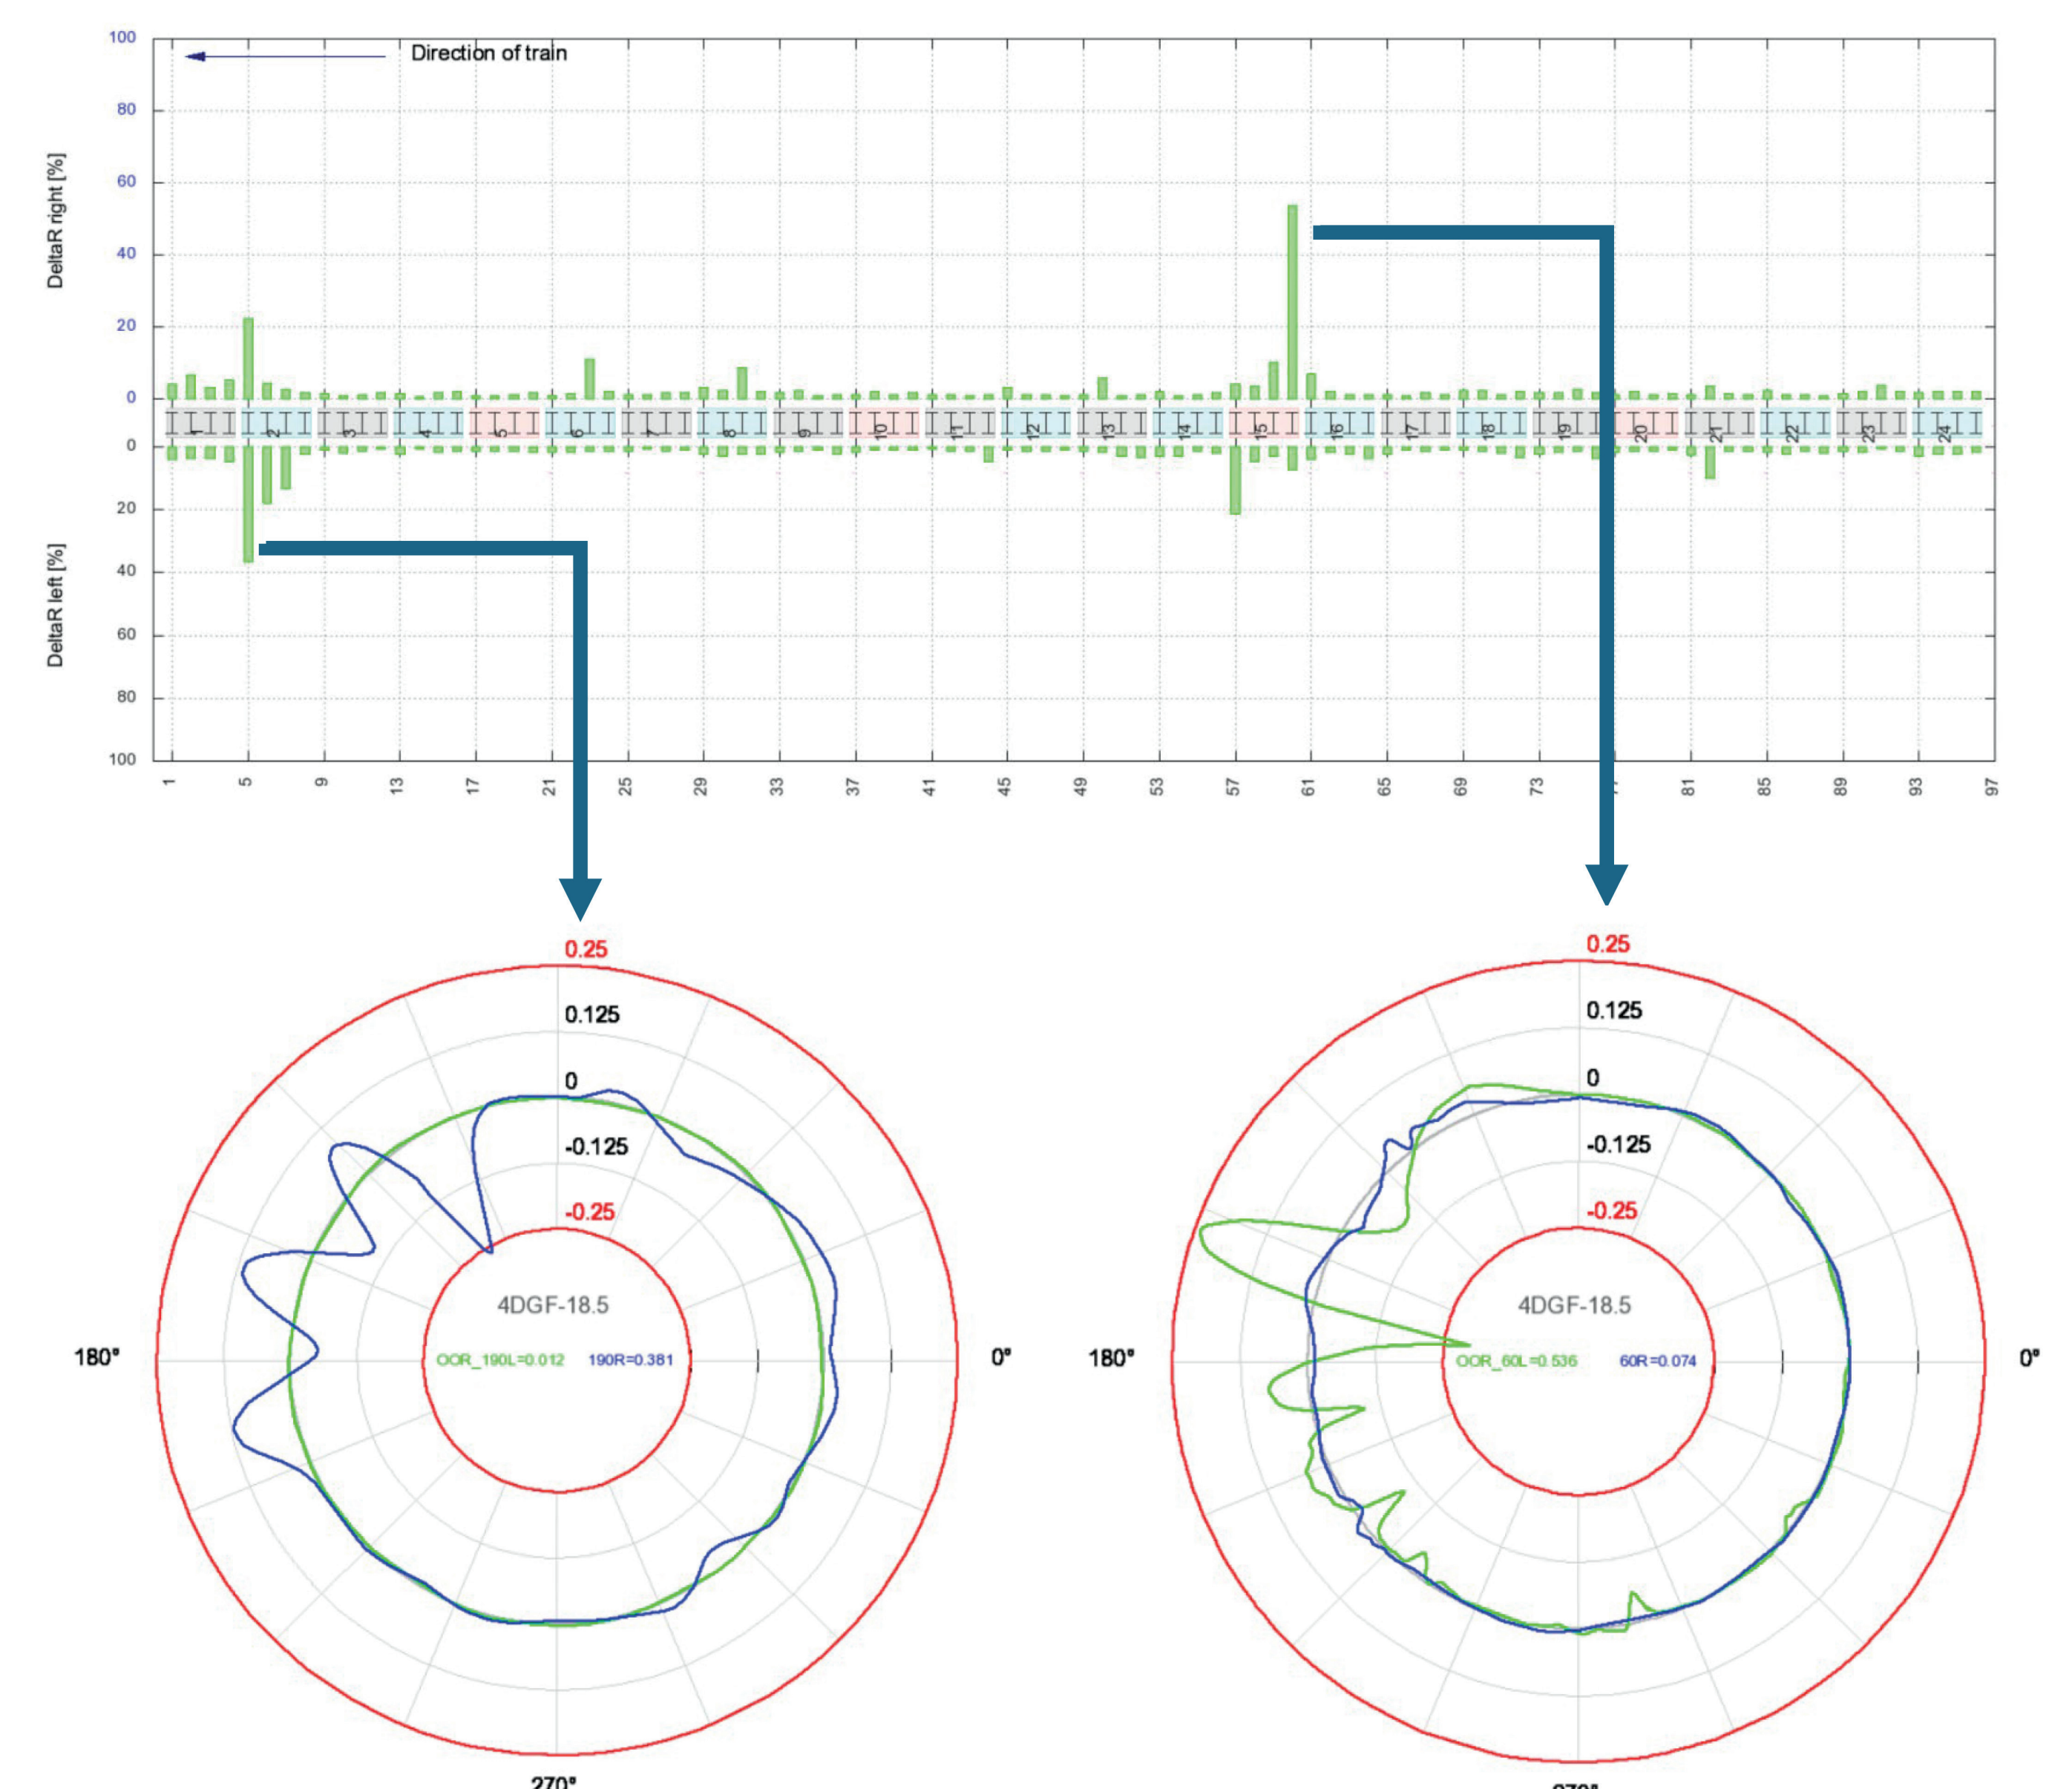 Direction of train
DeltaR right [%]
100
80
60
40
20
0
1 2 3 4 5 6 7 8 9 10 11 12 13 14 15 16 17 18 19 20 21 22 23 24
DeltaR left [%]
0
20
40
60
80
100
1 5 9 13 17 21 25 29 33 37 41 45 49 53 57 61 65 69 73 81 85 89 93 97
0.25
0.125
0
-0.125
-0.25
4DGF-18.5
180° OOR_190L=0.012 190R=0.381 0°
270°
0.25
0.125
0
-0.125
-0.25
4DGF-18.5
180° OOR_60L=0.536 60R=0.074 0°